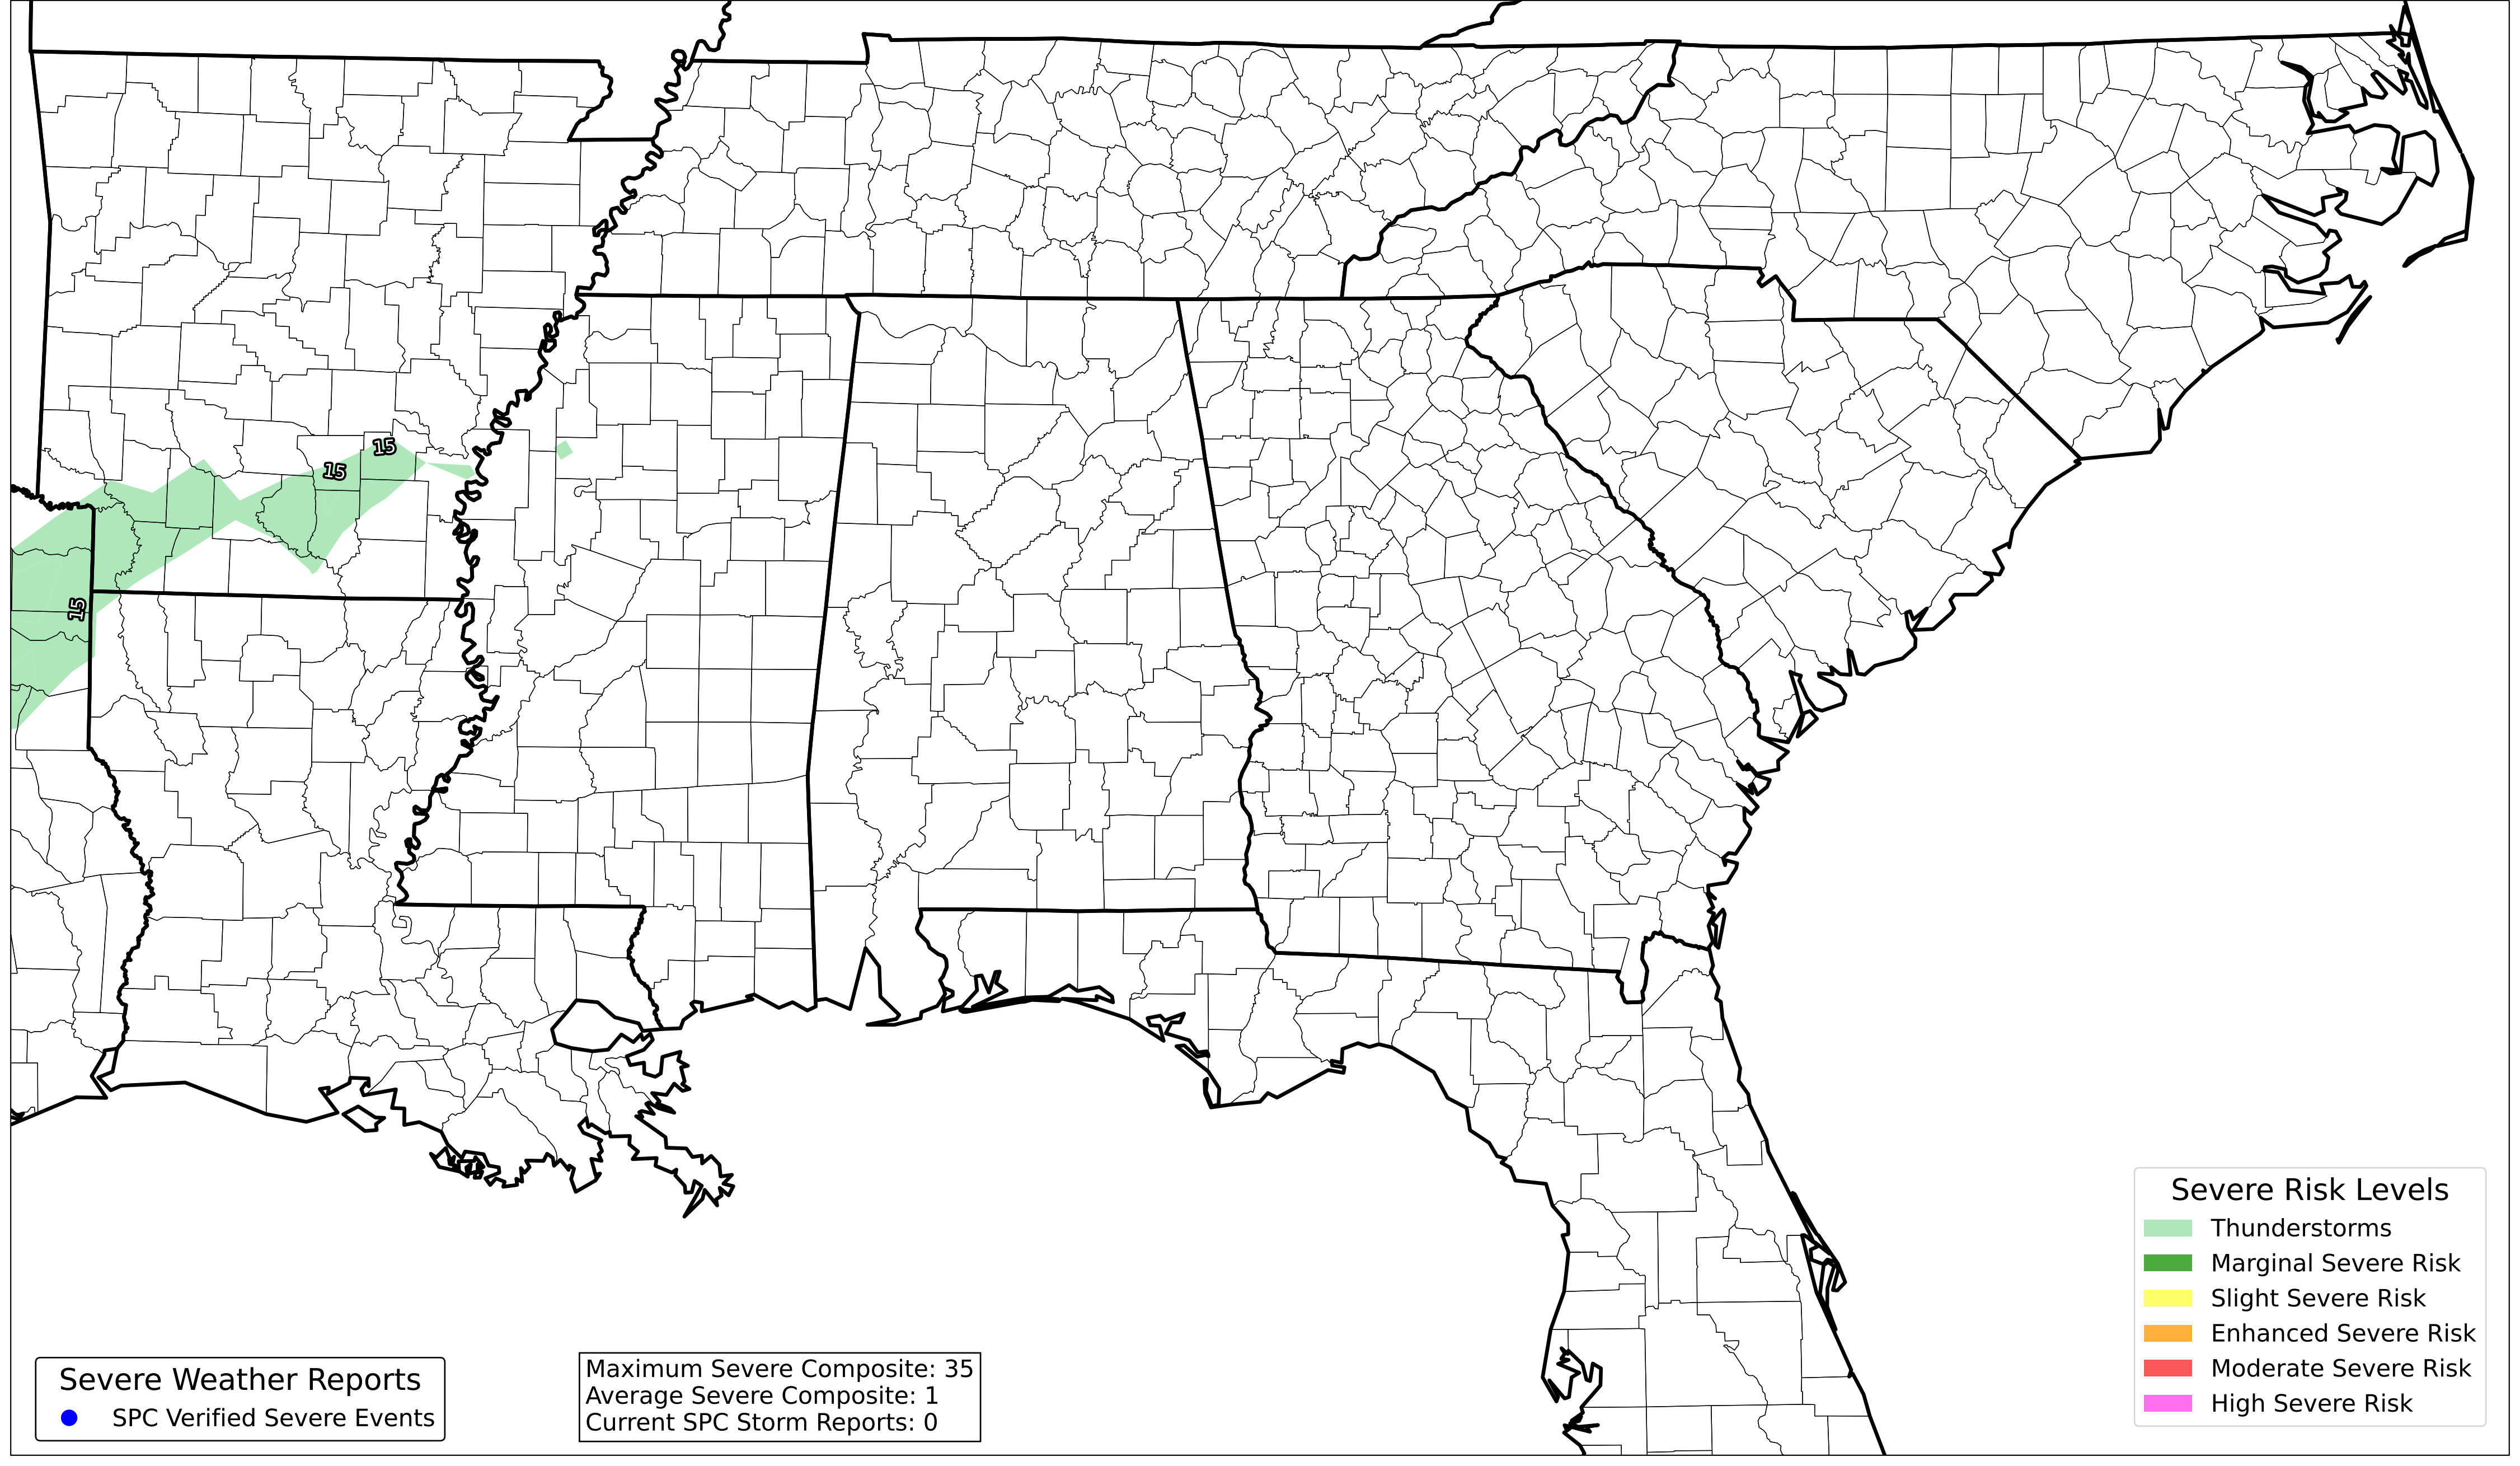 15
15
15
Severe Risk Levels
Thunderstorms
Marginal Severe Risk
Slight Severe Risk
Enhanced Severe Risk
Moderate Severe Risk
High Severe Risk
Severe Weather Reports
SPC Verified Severe Events
Maximum Severe Composite: 35
Average Severe Composite: 1
Current SPC Storm Reports: 0